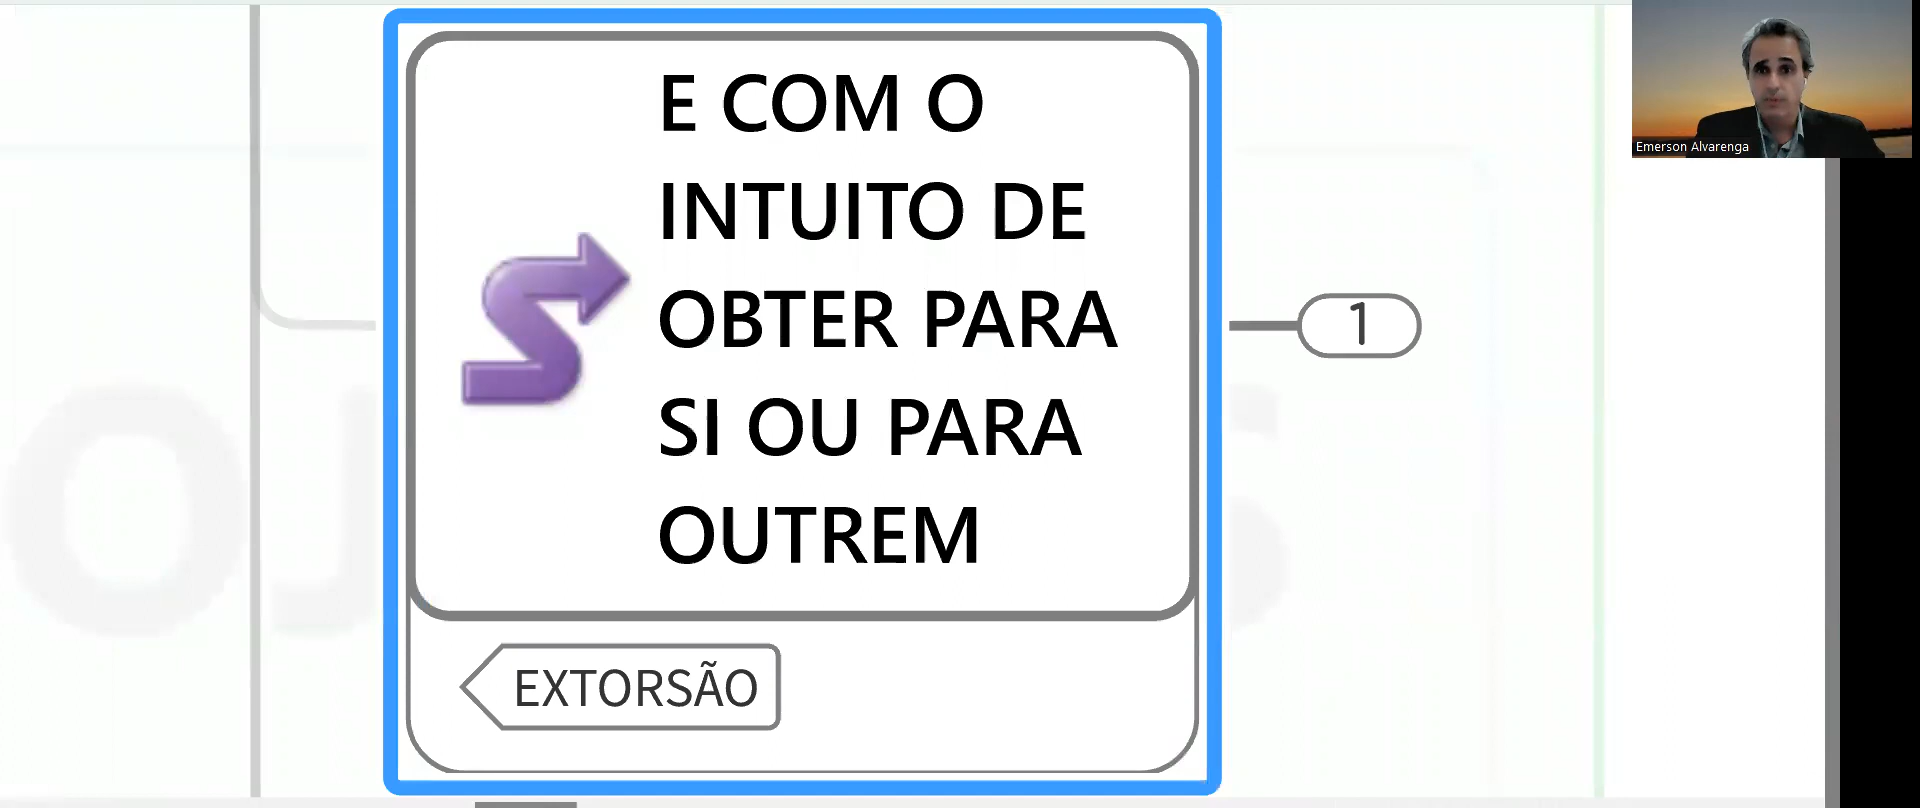 E COM O
INTUITO DE
OBTER PARA
SI OU PARA
OUTREM
EXTORSÃO
1
Emerson Alvarenga